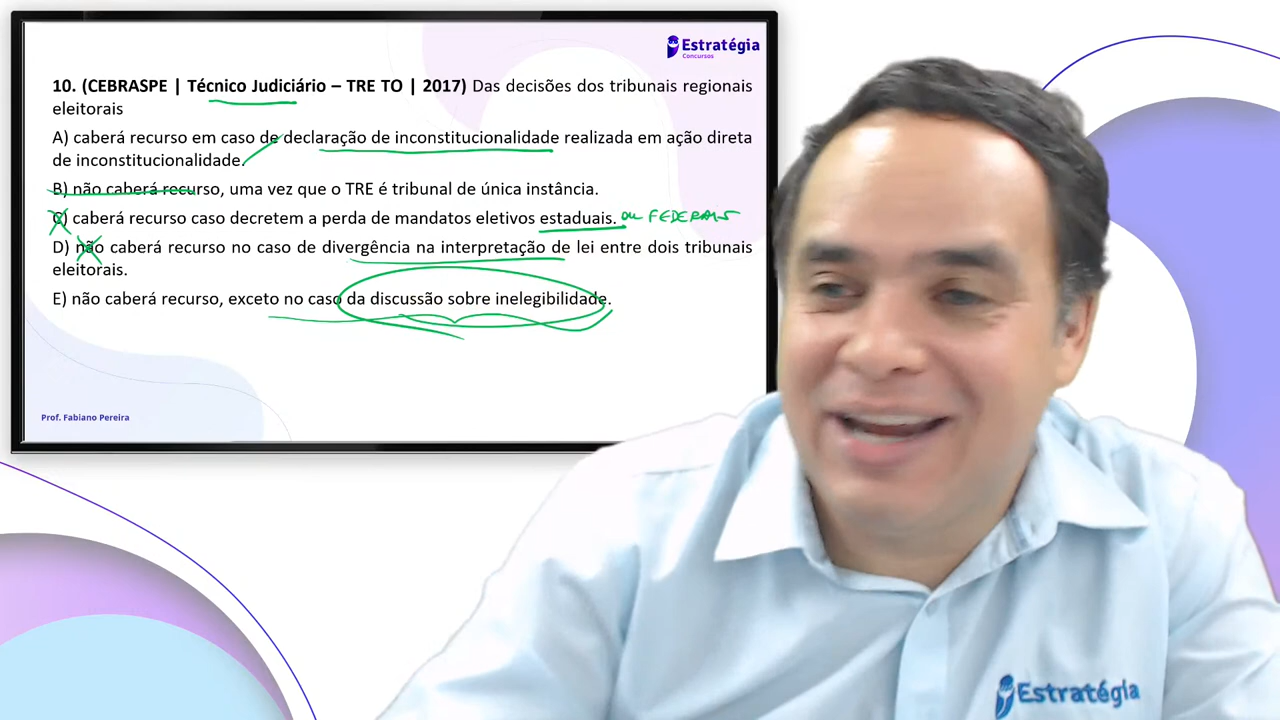 Estratégia
Concursos
10. (CEBRASPE | Técnico Judiciário – TRE TO | 2017) Das decisões dos tribunais regionais
eleitorais
A) caberá recurso em caso de declaração de inconstitucionalidade realizada em ação direta
de inconstitucionalidade.
B) não caberá recurso, uma vez que o TRE é tribunal de única instância.
C) caberá recurso caso decretem a perda de mandatos eletivos estaduais. ou FEDERAIS
D) não caberá recurso no caso de divergência na interpretação de lei entre dois tribunais
eleitorais.
E) não caberá recurso, exceto no caso da discussão sobre inelegibilidade.
Prof. Fabiano Pereira
Estratégia